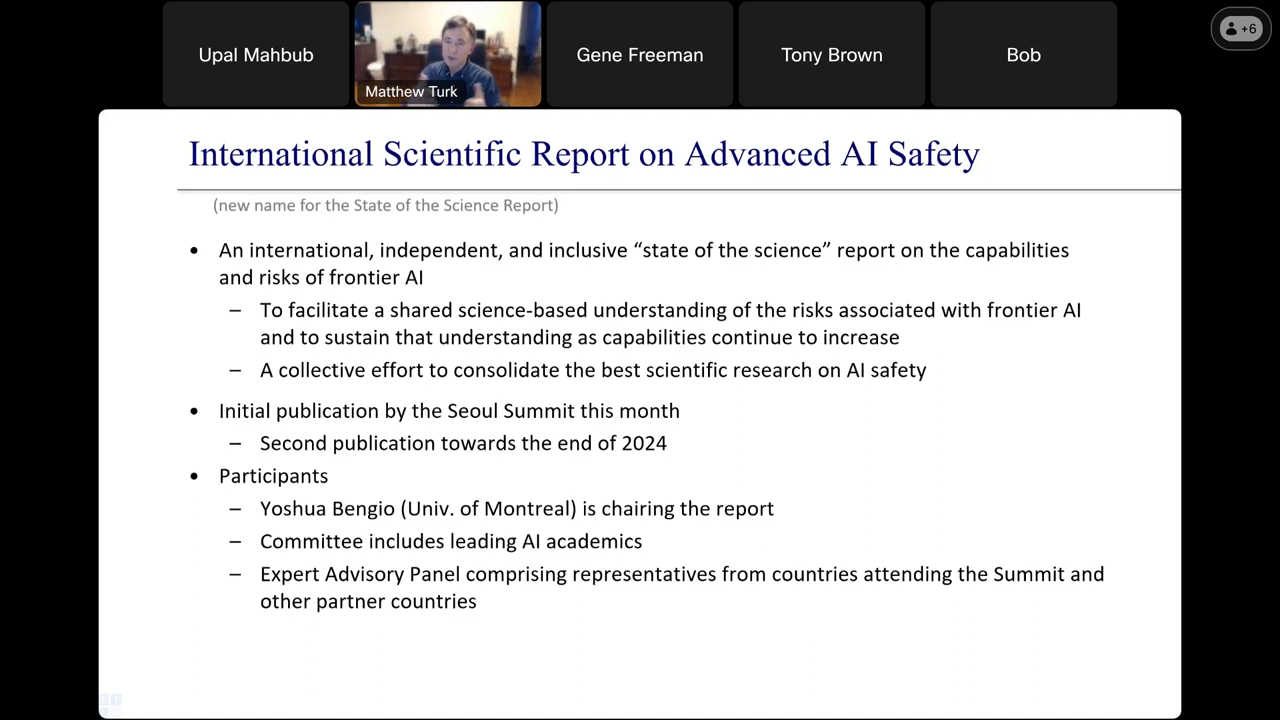 Upal Mahbub
Matthew Turk
Gene Freeman
Tony Brown
Bob
+6
International Scientific Report on Advanced AI Safety
(new name for the State of the Science Report)
• An international, independent, and inclusive “state of the science” report on the capabilities
and risks of frontier AI
– To facilitate a shared science-based understanding of the risks associated with frontier AI
and to sustain that understanding as capabilities continue to increase
– A collective effort to consolidate the best scientific research on AI safety
• Initial publication by the Seoul Summit this month
– Second publication towards the end of 2024
• Participants
– Yoshua Bengio (Univ. of Montreal) is chairing the report
– Committee includes leading AI academics
– Expert Advisory Panel comprising representatives from countries attending the Summit and
other partner countries